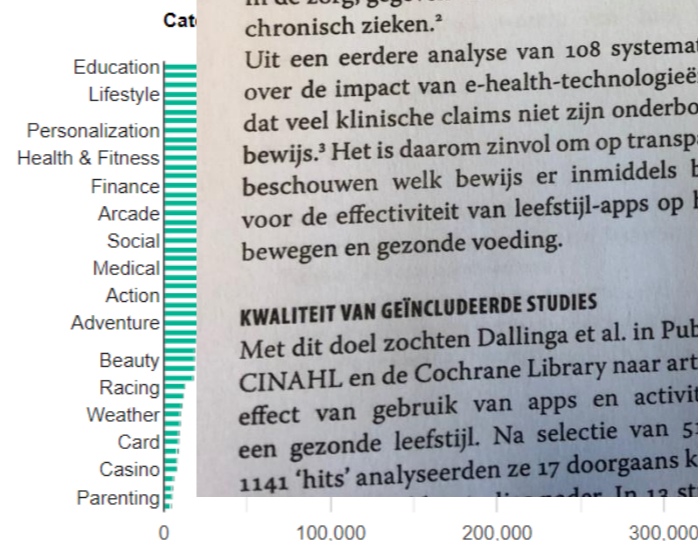 Cat
Education
Lifestyle
Personalization
Health & Fitness
Finance
Arcade
Social
Medical
Action
Adventure
Beauty
Racing
Weather
Card
Casino
Parenting
0
100.000
200.000
300.000
chronisch zieken.²
Uit een eerdere analyse van 108 systemat
over de impact van e-health-technologieë
dat veel klinische claims niet zijn onderbo
bewijs.³ Het is daarom zinvol om op transp
beschouwen welk bewijs er inmiddels b
voor de effectiviteit van leefstijl-apps op
bewegen en gezonde voeding.
KWALITEIT VAN GEÏNCLUDEERDE STUDIES
Met dit doel zochten Dallinga et al. in Pub
CINAHL en de Cochrane Library naar art
effect van gebruik van apps en activit
een gezonde leefstijl. Na selectie van
1141 ‘hits’ analyseerden ze 17 doorgaans k